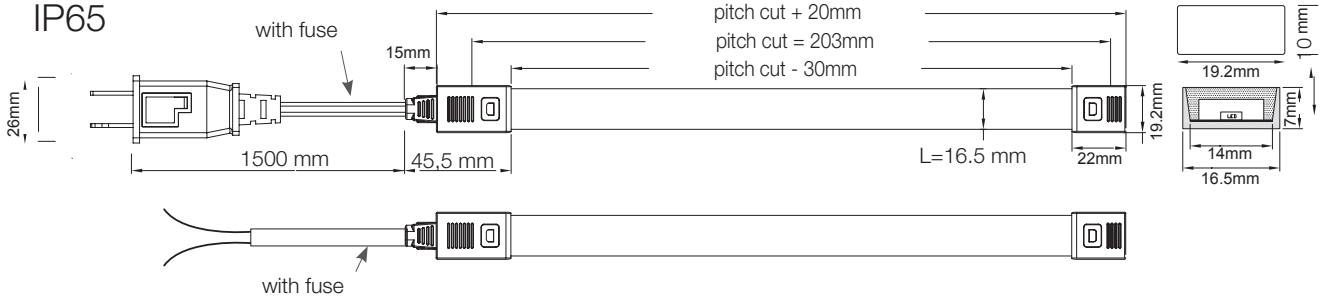 IP65
with fuse
15mm
pitch cut + 20mm
pitch cut = 203mm
pitch cut - 30mm
10 mm
19.2mm
26mm
19.2mm
LED
7mm
14mm
16.5mm
1500 mm
45,5 mm
L=16.5 mm
22mm
with fuse